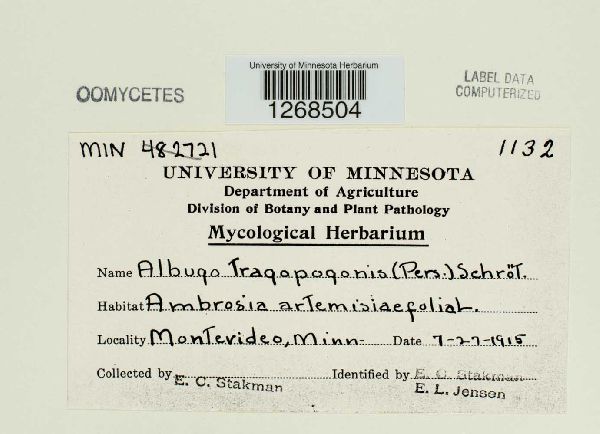 University of Minnesota Herbarium
1268504
OOMYCETES
LABEL DATA
COMPUTERIZED
MIN 482721
1132
UNIVERSITY OF MINNESOTA
Department of Agriculture
Division of Botany and Plant Pathology
Mycological Herbarium
Name Albugo Tragopogonis (Pers.) Schröt.
Habitat Ambrosia artemisiaefolia L.
Locality Montevideo, Minn- Date 7-27-1915
Collected by E. C. Stakman Identified by E. C. Stakman
E. L. Jensen